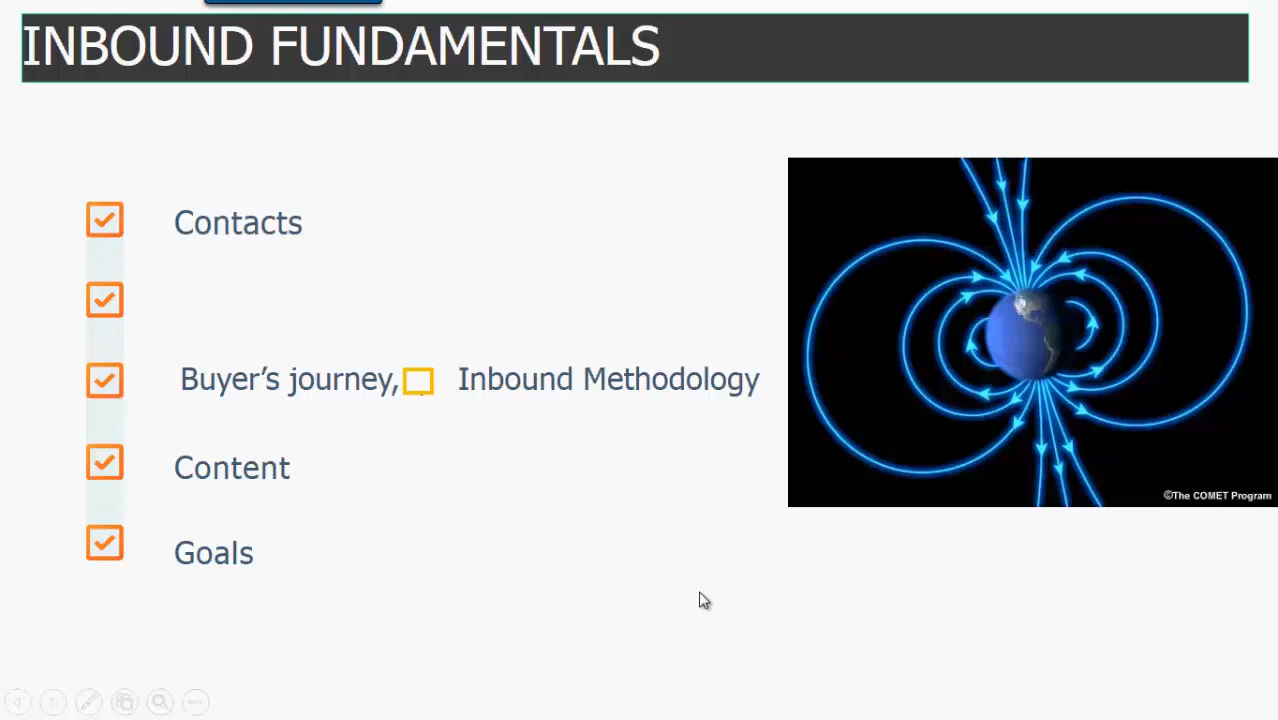 INBOUND FUNDAMENTALS
Contacts
Buyer’s journey, Inbound Methodology
Content
Goals
©The COMET Program